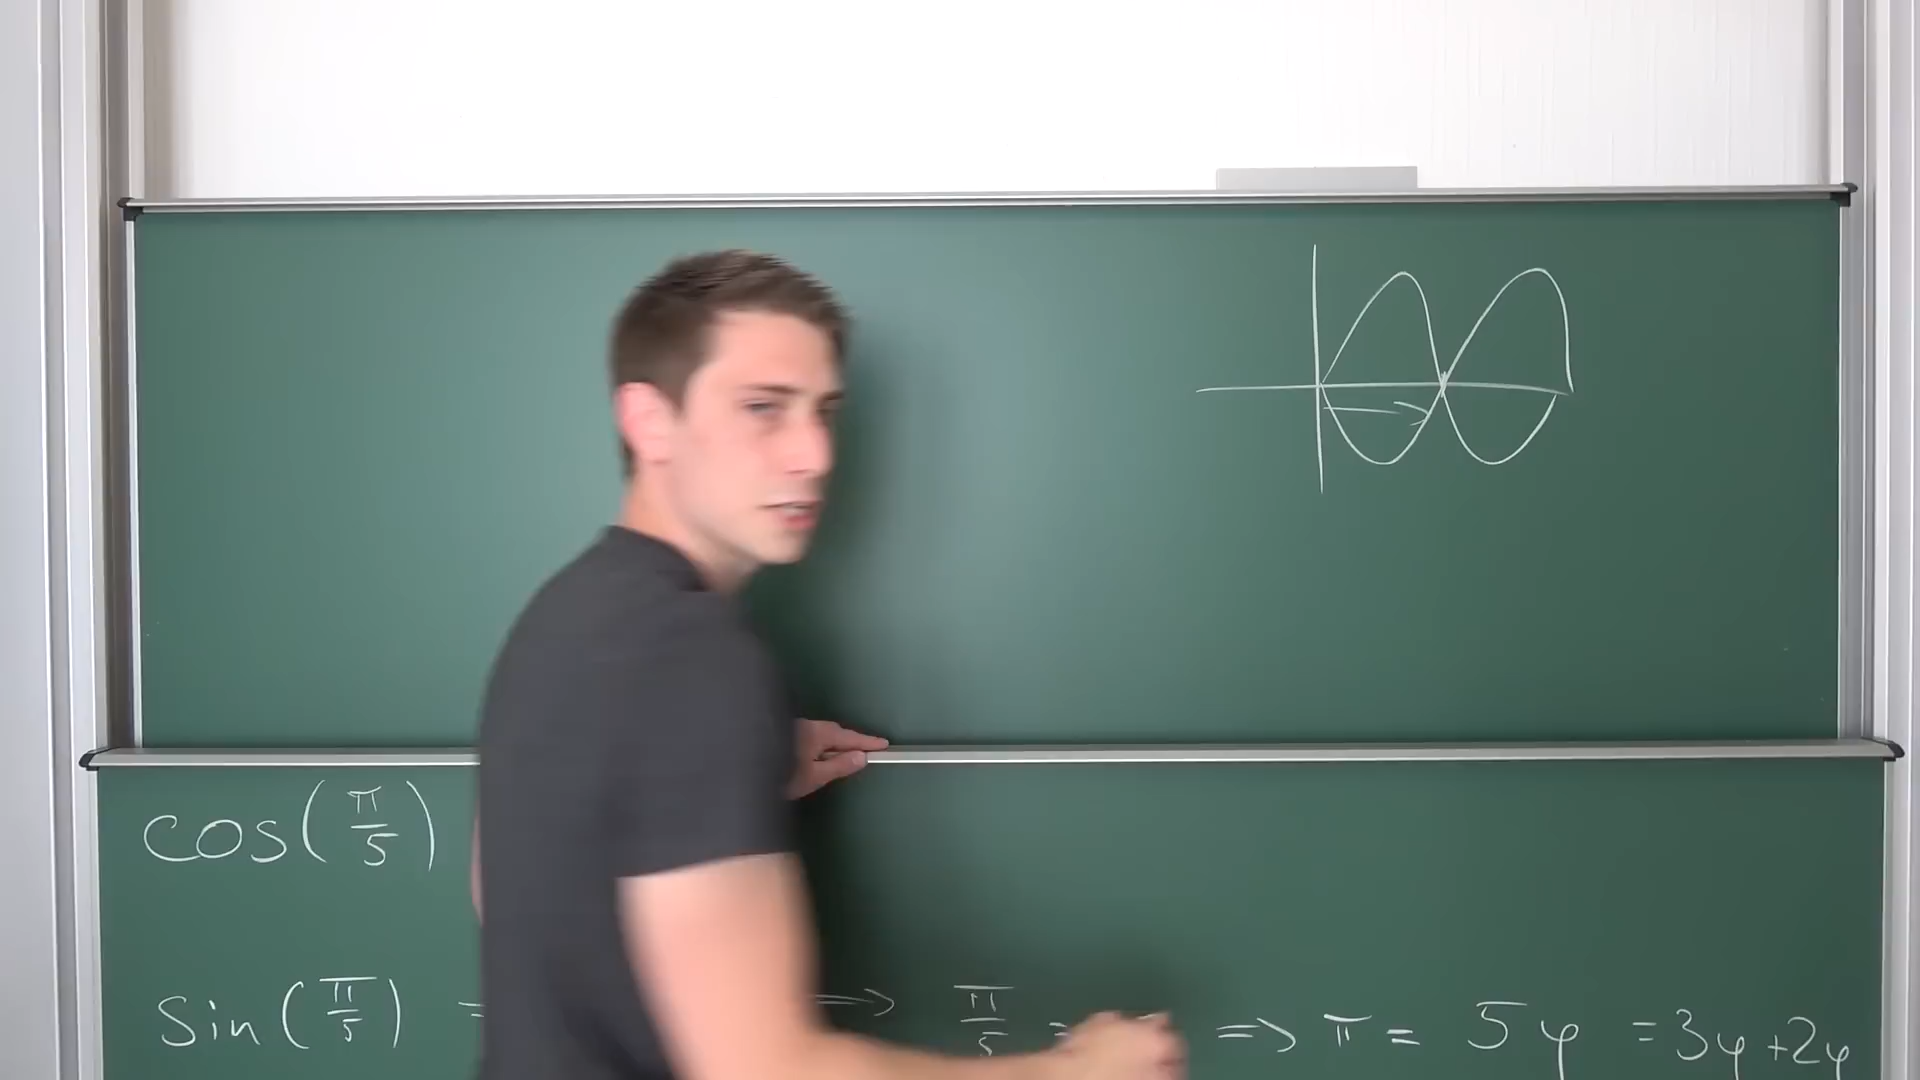 cos(π/5)
sin(π/5) = ⇒ π/5 = ⇒ π = 5φ = 3φ+2φ